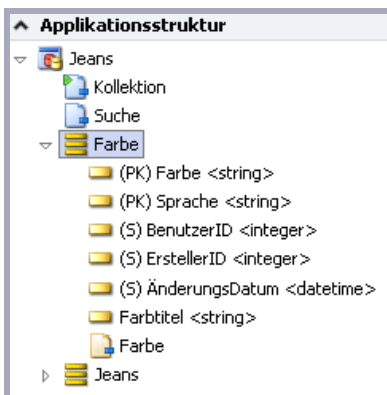 Applikationsstruktur
Jeans
Kollektion
Suche
Farbe
(PK) Farbe <string>
(PK) Sprache <string>
(S) BenutzerID <integer>
(S) ErstellerID <integer>
(S) ÄnderungsDatum <datetime>
Farbtitel <string>
Farbe
Jeans